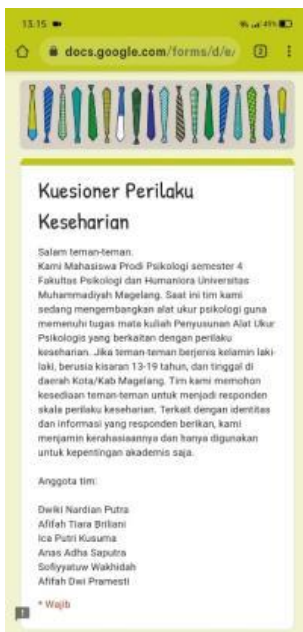 13.15
docs.google.com/forms/d/e/
2
Kuesioner Perilaku
Keseharian
Salam teman-teman.
Kami Mahasiswa Prodi Psikologi semester 4
Fakultas Psikologi dan Humaniora Universitas
Muhammadiyah Magelang. Saat ini tim kami
sedang mengembangkan alat ukur psikologi guna
memenuhi tugas mata kuliah Penyusunan Alat Ukur
Psikologis yang berkaitan dengan perilaku
keseharian. Jika teman-teman berjenis kelamin laki-
laki, berusia kisaran 13-19 tahun, dan tinggal di
daerah Kota/Kab Magelang. Tim kami memohon
kesediaan teman-teman untuk menjadi responden
skala perilaku keseharian. Terkait dengan identitas
dan informasi yang responden berikan, kami
menjamin kerahasiaannya dan hanya digunakan
untuk kepentingan akademis saja.
Anggota tim:
Dwiki Nardian Putra
Afifah Tiara Briliani
Ica Putri Kusuma
Anas Adha Saputra
Sofiyyatuw Wakhidah
Afifah Dwi Pramesti
* Wajib